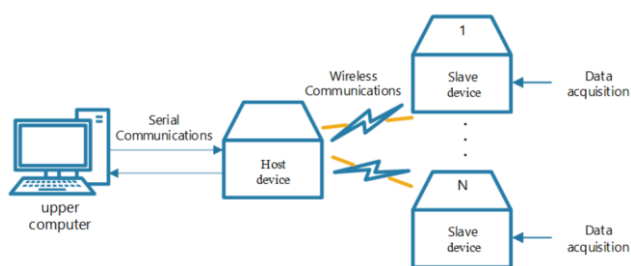 1
Slave
device
Data
acquisition
Wireless
Communications
Serial
Communications
Host
device
upper
computer
N
Slave
device
Data
acquisition